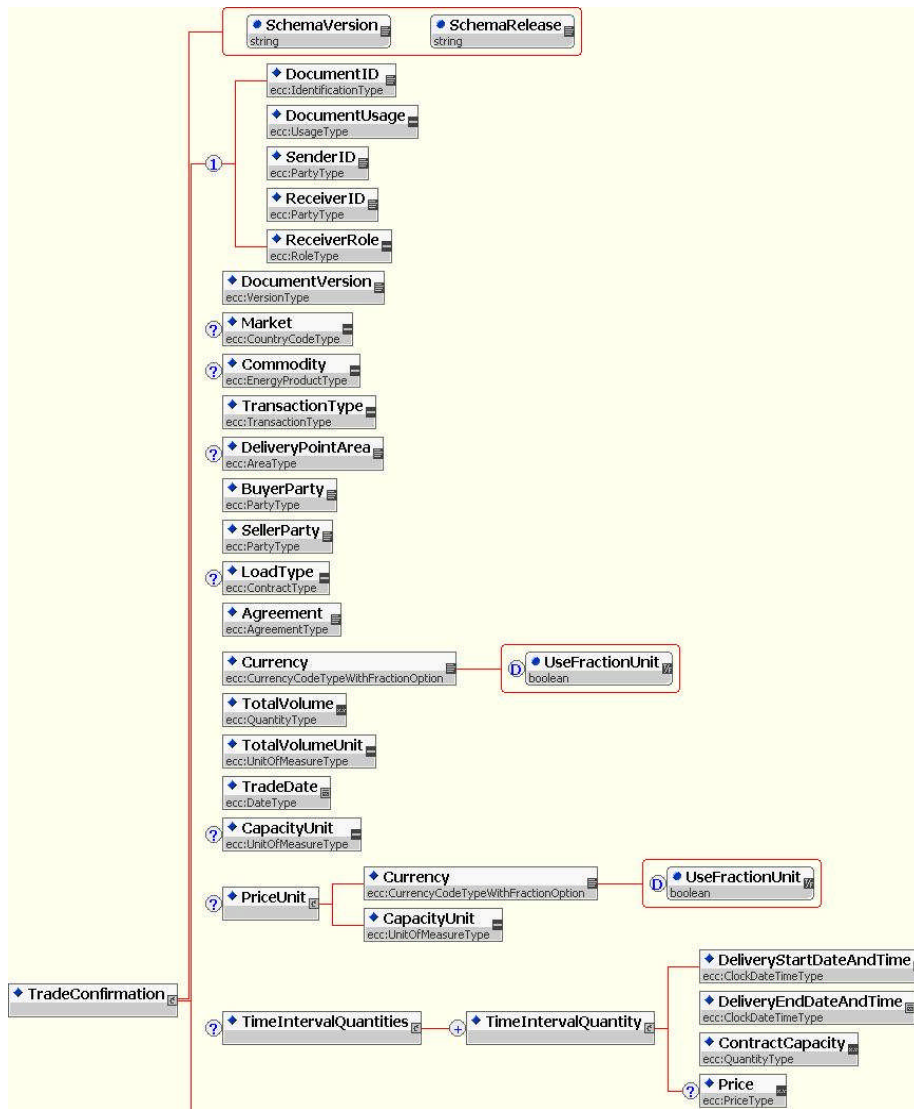 SchemaVersion
string
SchemaRelease
string
DocumentID
ecc:IdentificationType
DocumentUsage
ecc:UsageType
SenderID
ecc:PartyType
1
ReceiverID
ecc:PartyType
ReceiverRole
ecc:RoleType
DocumentVersion
ecc:VersionType
? Market
ecc:CountryCodeType
? Commodity
ecc:EnergyProductType
TransactionType
ecc:TransactionType
? DeliveryPointArea
ecc:AreaType
BuyerParty
ecc:PartyType
SellerParty
ecc:PartyType
? LoadType
ecc:ContractType
Agreement
ecc:AgreementType
Currency
ecc:CurrencyCodeTypeWithFractionOption
D UseFractionUnit
boolean
TotalVolume
ecc:QuantityType
TotalVolumeUnit
ecc:UnitOfMeasureType
TradeDate
ecc:DateType
? CapacityUnit
ecc:UnitOfMeasureType
? PriceUnit
Currency
ecc:CurrencyCodeTypeWithFractionOption
D UseFractionUnit
boolean
CapacityUnit
ecc:UnitOfMeasureType
TradeConfirmation
? TimeIntervalQuantities
+ TimeIntervalQuantity
DeliveryStartDateAndTime
ecc:ClockDateTimeType
DeliveryEndDateAndTime
ecc:ClockDateTimeType
ContractCapacity
ecc:QuantityType
? Price
ecc:PriceType